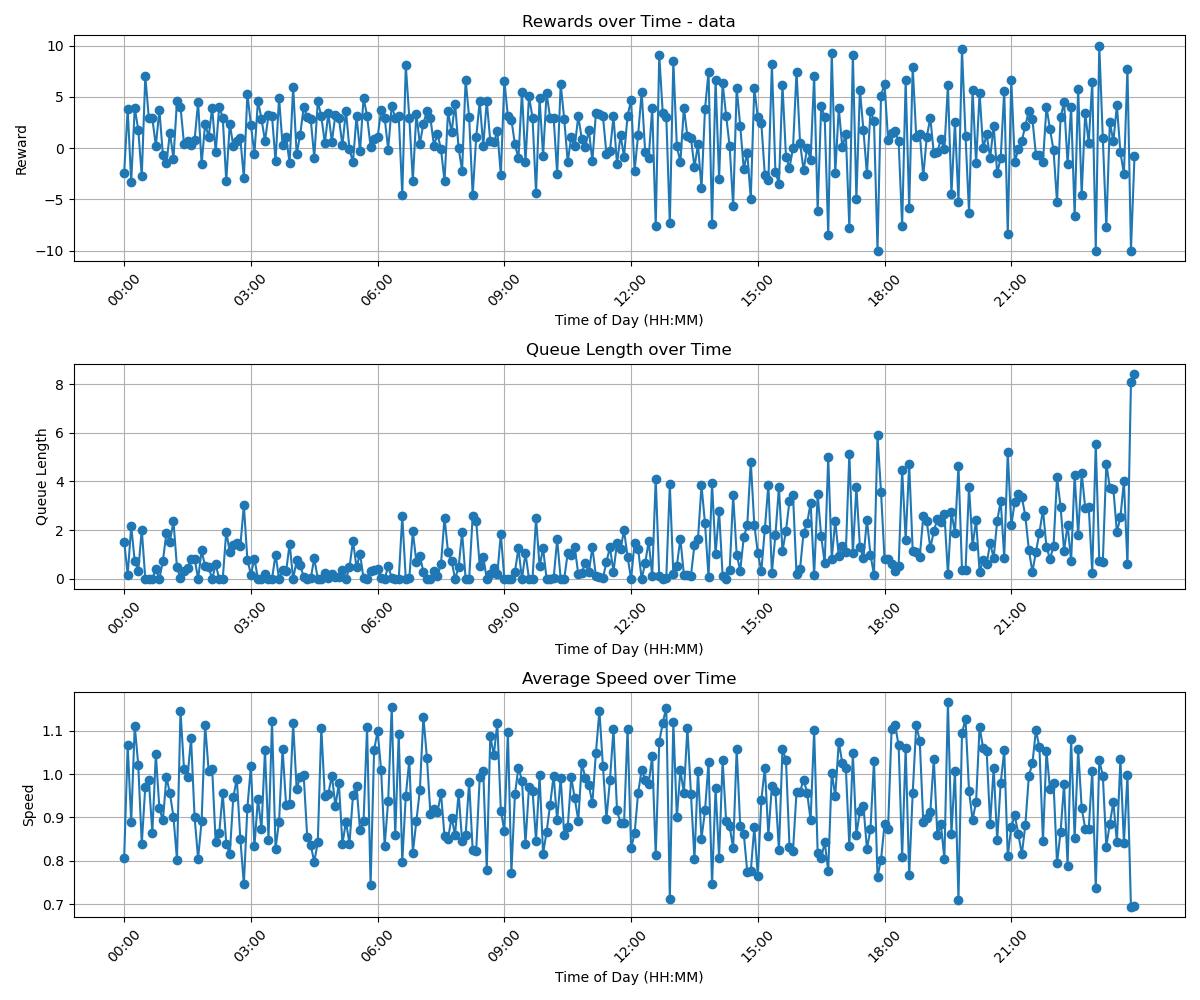 Rewards over Time - data
10
5
0
−5
−10
Reward
00:00 03:00 06:00 09:00 12:00 15:00 18:00 21:00
Time of Day (HH:MM)
Queue Length over Time
8
6
4
2
0
Queue Length
00:00 03:00 06:00 09:00 12:00 15:00 18:00 21:00
Time of Day (HH:MM)
Average Speed over Time
1.1
1.0
0.9
0.8
0.7
Speed
00:00 03:00 06:00 09:00 12:00 15:00 18:00 21:00
Time of Day (HH:MM)